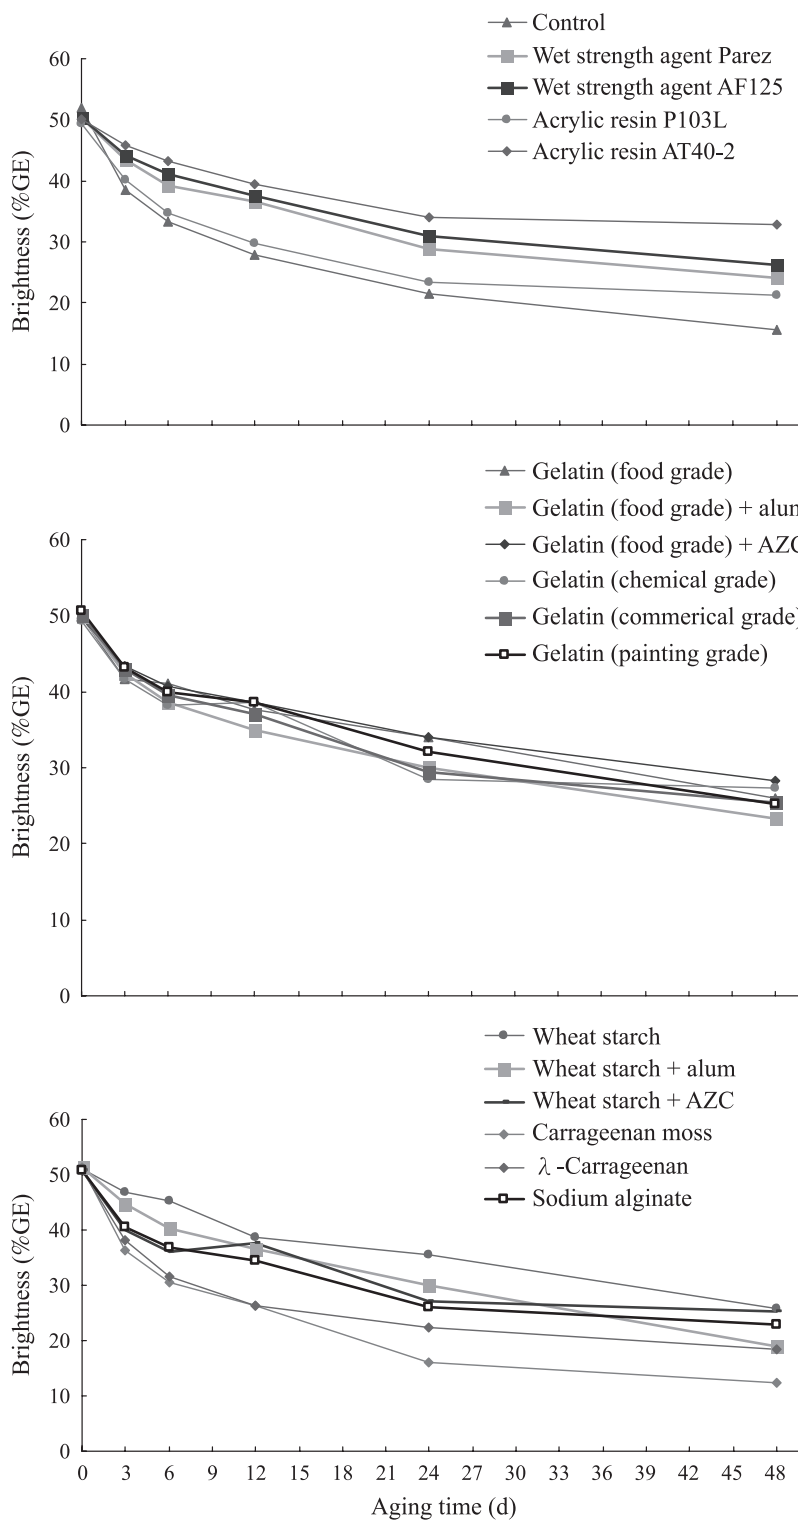 Control
Wet strength agent Parez
Wet strength agent AF125
Acrylic resin P103L
Acrylic resin AT40-2
60
50
40
30
20
10
0
Brightness (%GE)
Gelatin (food grade)
Gelatin (food grade) + alum
Gelatin (food grade) + AZC
Gelatin (chemical grade)
Gelatin (commerical grade)
Gelatin (painting grade)
60
50
40
30
20
10
0
Brightness (%GE)
Wheat starch
Wheat starch + alum
Wheat starch + AZC
Carrageenan moss
λ -Carrageenan
Sodium alginate
60
50
40
30
20
10
0
Brightness (%GE)
0 3 6 9 12 15 18 21 24 27 30 33 36 39 42 45 48
Aging time (d)